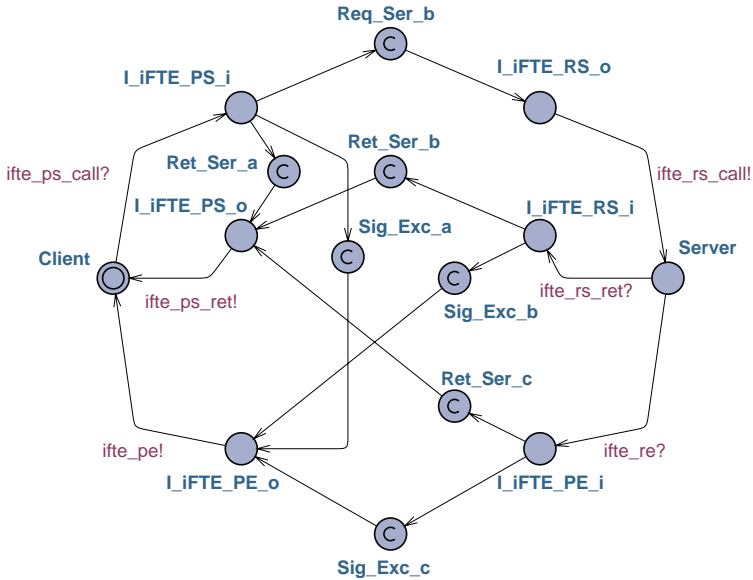 Req_Ser_b
I_iFTE_PS_i
I_iFTE_RS_o
Ret_Ser_a
Ret_Ser_b
ifte_ps_call?
ifte_rs_call!
I_iFTE_PS_o
I_iFTE_RS_i
Sig_Exc_a
Client
Server
ifte_ps_ret!
ifte_rs_ret?
Sig_Exc_b
Ret_Ser_c
ifte_pe!
ifte_re?
I_iFTE_PE_o
I_iFTE_PE_i
Sig_Exc_c
C
C
C
C
C
C
C